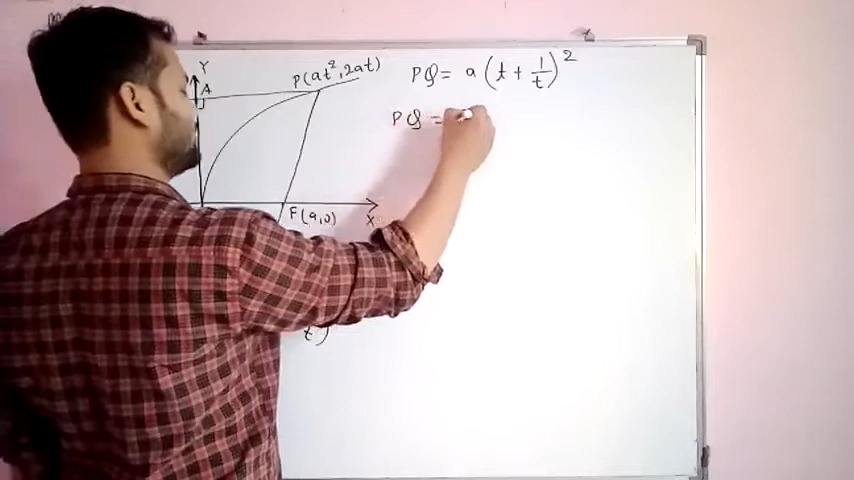 Y
A
P(at², 2at)
F(a,0)
X
PQ = a (t + 1/t)²
PQ =